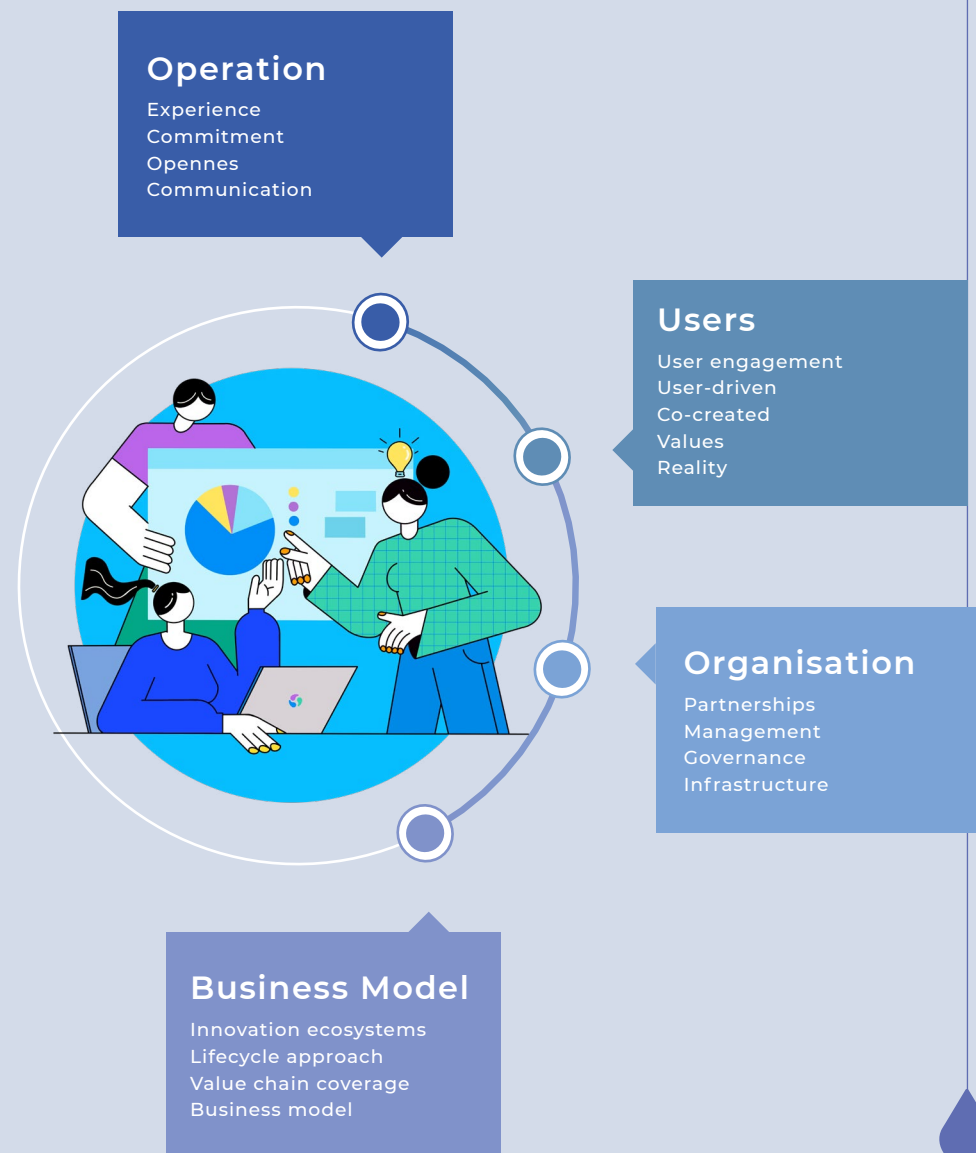 Operation
Experience
Commitment
Opennes
Communication
Users
User engagement
User-driven
Co-created
Values
Reality
Organisation
Partnerships
Management
Governance
Infrastructure
Business Model
Innovation ecosystems
Lifecycle approach
Value chain coverage
Business model